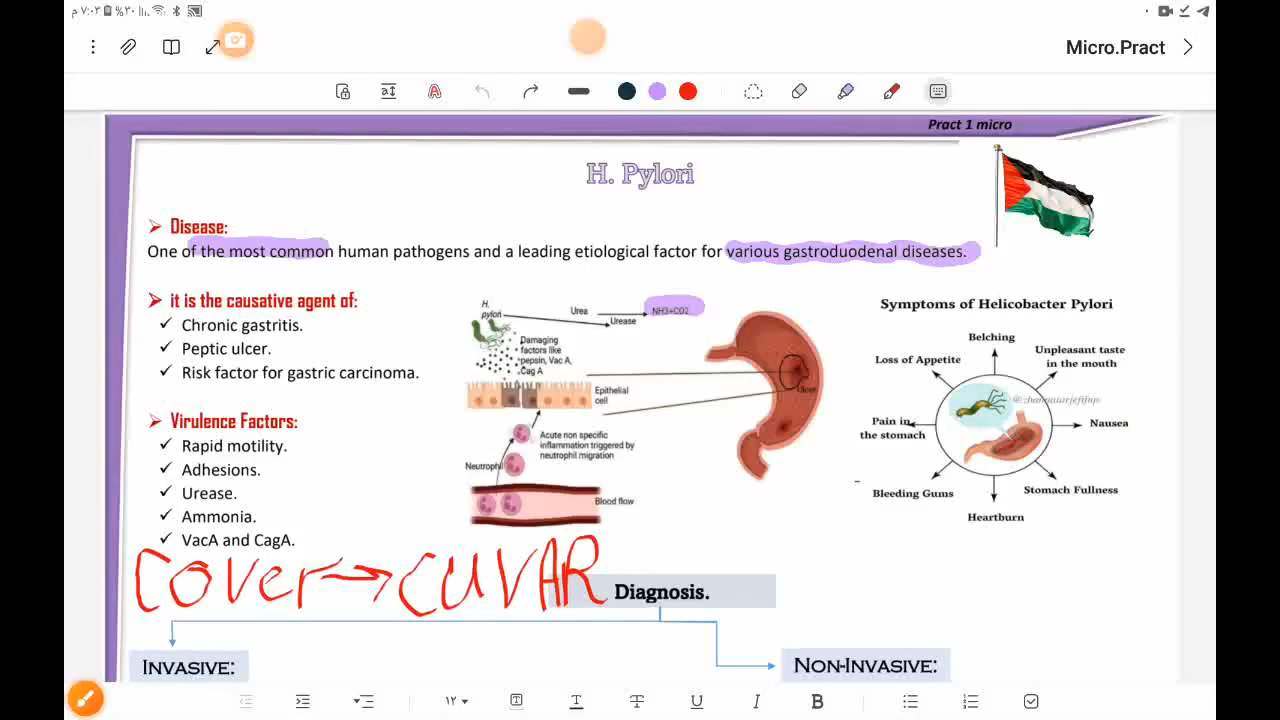 م ٧:٠٣ %٣٠
Micro.Pract
Pract 1 micro
H. Pylori
Disease:
One of the most common human pathogens and a leading etiological factor for various gastroduodenal diseases.
it is the causative agent of:
Chronic gastritis.
Peptic ulcer.
Risk factor for gastric carcinoma.
Virulence Factors:
Rapid motility.
Adhesions.
Urease.
Ammonia.
VacA and CagA.
H. pylori
Urea
NH3+CO2
Urease
Damaging
factors like
pepsin, Vac A,
Cag A
Epithelial
cell
Acute non specific
inflammation triggered by
neutrophil migration
Neutrophil
Blood flow
Ulcer
Symptoms of Helicobacter Pylori
Belching
Unpleasant taste
in the mouth
Loss of Appetite
Pain in
the stomach
Nausea
Bleeding Gums
Stomach Fullness
Heartburn
Cover → CUVAR
Diagnosis.
INVASIVE:
NON-INVASIVE:
١٢